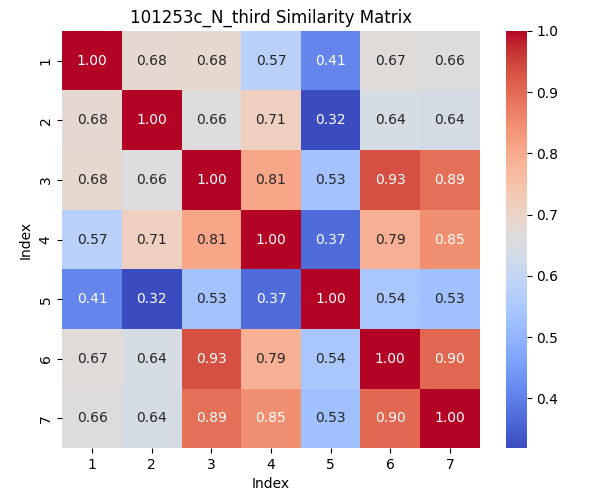 101253c_N_third Similarity Matrix
1 1.00 0.68 0.68 0.57 0.41 0.67 0.66
2 0.68 1.00 0.66 0.71 0.32 0.64 0.64
3 0.68 0.66 1.00 0.81 0.53 0.93 0.89
4 0.57 0.71 0.81 1.00 0.37 0.79 0.85
5 0.41 0.32 0.53 0.37 1.00 0.54 0.53
6 0.67 0.64 0.93 0.79 0.54 1.00 0.90
7 0.66 0.64 0.89 0.85 0.53 0.90 1.00
1 2 3 4 5 6 7
Index
Index
1.0
0.9
0.8
0.7
0.6
0.5
0.4